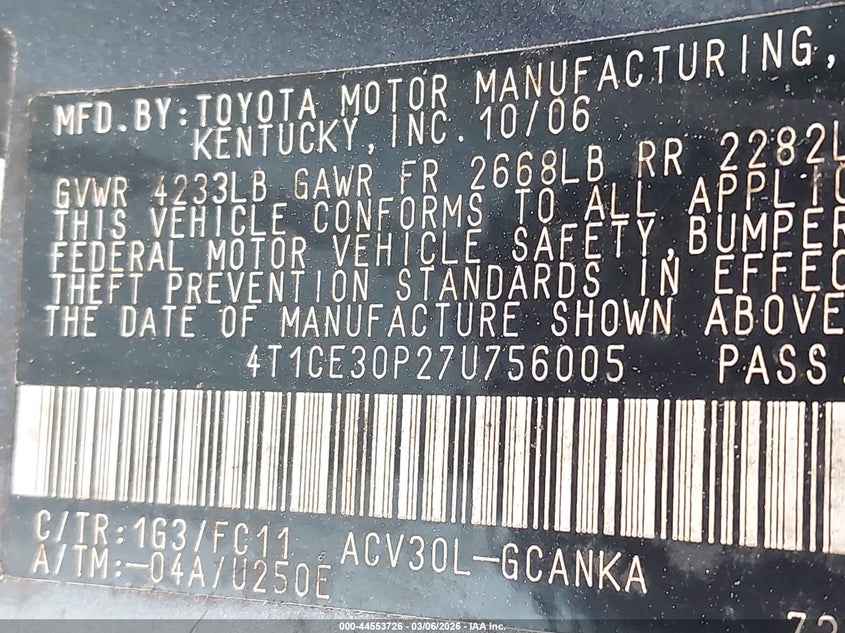 MFD.BY:TOYOTA MOTOR MANUFACTURING,
KENTUCKY,INC.10/06
GVWR 4233LB GAWR FR 2668LB RR 2282L
THIS VEHICLE CONFORMS TO ALL APPLIC
FEDERAL MOTOR VEHICLE SAFETY,BUMPER
THEFT PREVENTION STANDARDS IN EFFEC
THE DATE OF MANUFACTURE SHOWN ABOVE
4T1CE30P27U756005 PASS.
C/TR:1G3/FC11 ACV30L-GCANKA
A/TM:-04A/U250E
000-44553726 — 03/06/2026 — IAA Inc.